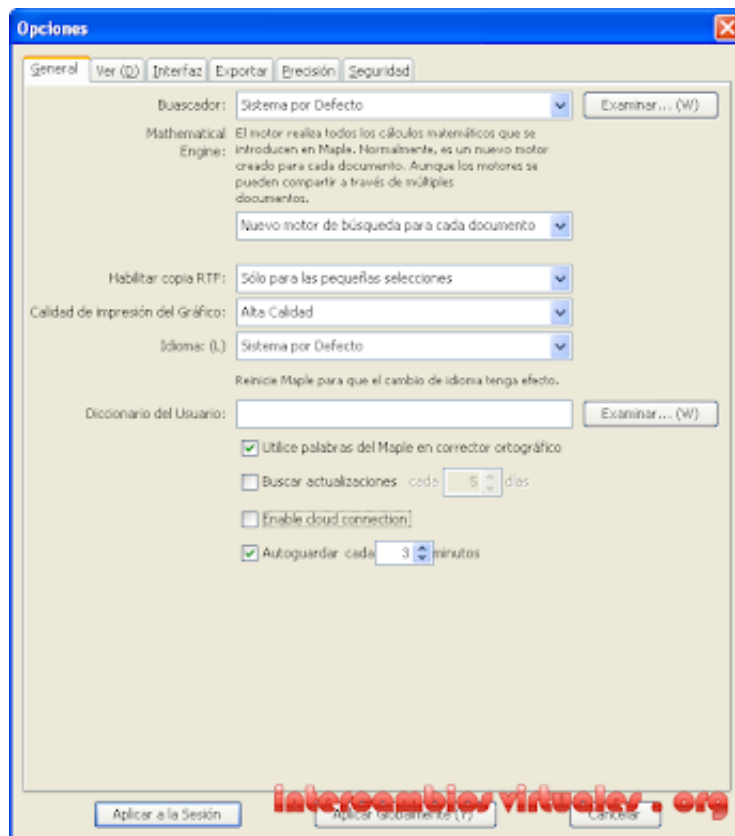 Opciones
General Ver (D) Interfaz Exportar Precisión Seguridad
Buascador: Sistema por Defecto Examinar... (W)
Mathematical Engine: El motor realiza todos los cálculos matemáticos que se
introducen en Maple. Normalmente, es un nuevo motor
creado para cada documento. Aunque los motores se
pueden compartir a través de múltiples
documentos.
Nuevo motor de búsqueda para cada documento
Habilitar copia RTF: Sólo para las pequeñas selecciones
Calidad de impresión del Gráfico: Alta Calidad
Idioma: (L) Sistema por Defecto
Reinicie Maple para que el cambio de idioma tenga efecto.
Diccionario del Usuario: Examinar... (W)
Utilice palabras del Maple en corrector ortográfico
Buscar actualizaciones cada 5 días
Enable cloud connection
Autoguardar cada 3 minutos
intercambios virtuales . org
Aplicar a la Sesión Aplicar Globalmente (Y) Cancelar